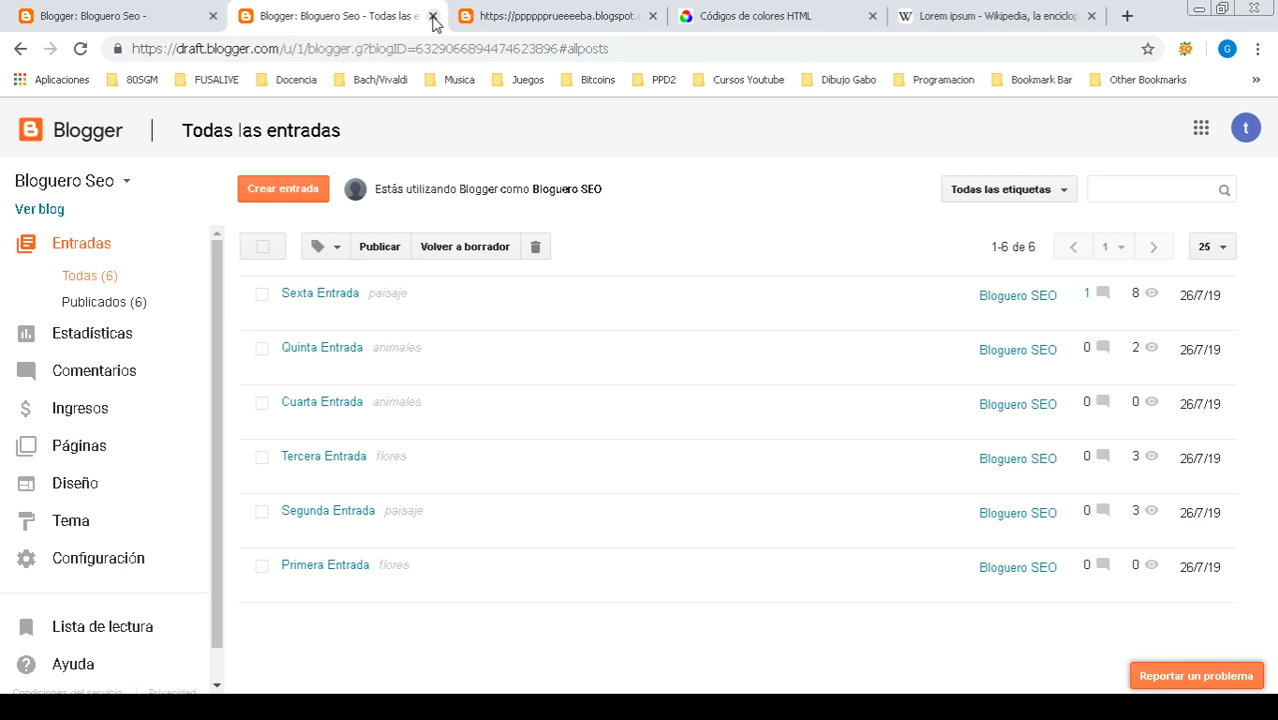 Blogger: Bloguero Seo -
Blogger: Bloguero Seo - Todas las e
https://ppppppprueeeeba.blogspot.c
Códigos de colores HTML
Lorem ipsum - Wikipedia, la enciclop
https://draft.blogger.com/u/1/blogger.g?blogID=6329066894474623896#allposts
G
Aplicaciones
80SGM
FUSALIVE
Docencia
Bach/Vivaldi
Musica
Juegos
Bitcoins
PPD2
Cursos Youtube
Dibujo Gabo
Programacion
Bookmark Bar
Other Bookmarks
»
Blogger
Todas las entradas
t
Bloguero Seo
Crear entrada
Estás utilizando Blogger como Bloguero SEO
Todas las etiquetas
Ver blog
Entradas
Publicar
Volver a borrador
1-6 de 6
1
25
Todas (6)
Publicados (6)
Estadísticas
Comentarios
Ingresos
Páginas
Diseño
Tema
Configuración
Lista de lectura
Ayuda
Condiciones del servicio
Privacidad
Sexta Entrada paisaje Bloguero SEO 1 8 26/7/19
Quinta Entrada animales Bloguero SEO 0 2 26/7/19
Cuarta Entrada animales Bloguero SEO 0 0 26/7/19
Tercera Entrada flores Bloguero SEO 0 3 26/7/19
Segunda Entrada paisaje Bloguero SEO 0 3 26/7/19
Primera Entrada flores Bloguero SEO 0 0 26/7/19
Reportar un problema